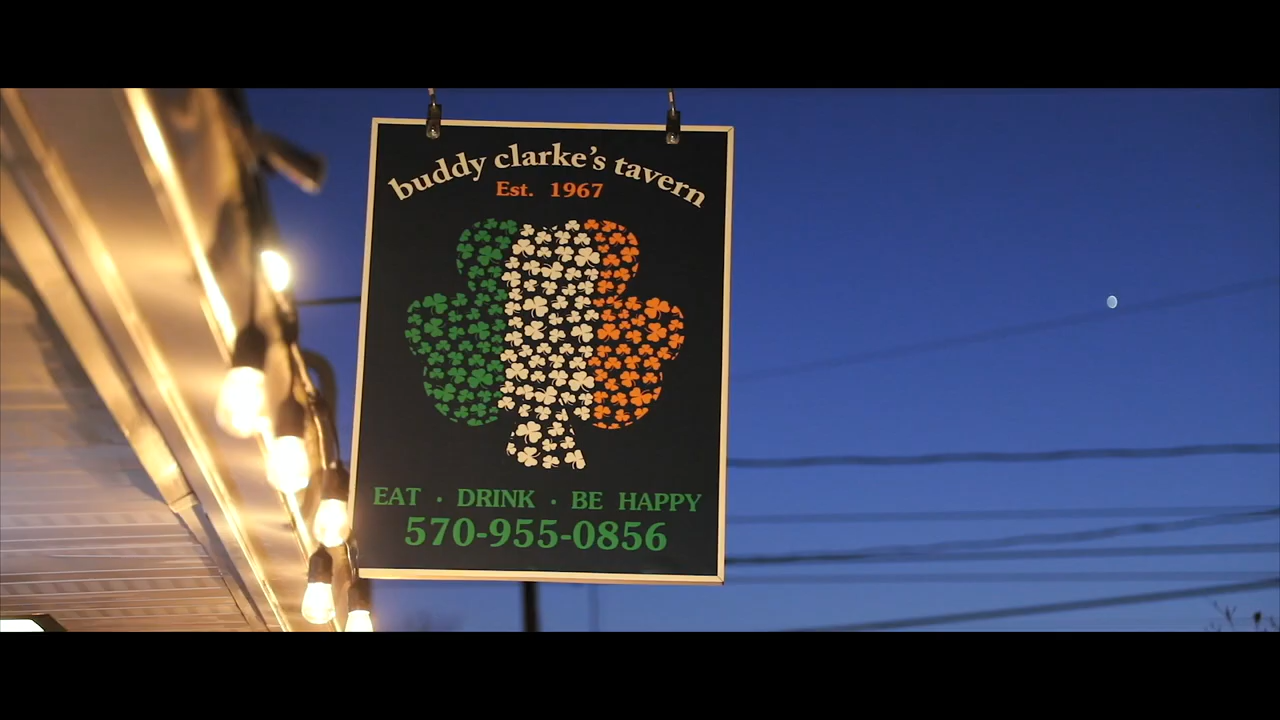 buddy clarke's tavern
Est. 1967
EAT · DRINK · BE HAPPY
570-955-0856